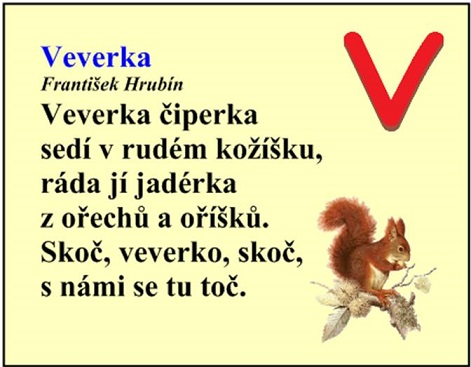 Veverka
František Hrubín
Veverka čiperka
sedí v rudém kožíšku,
ráda jí jadérka
z ořechů a oříšků.
Skoč, veverko, skoč,
s námi se tu toč.
V